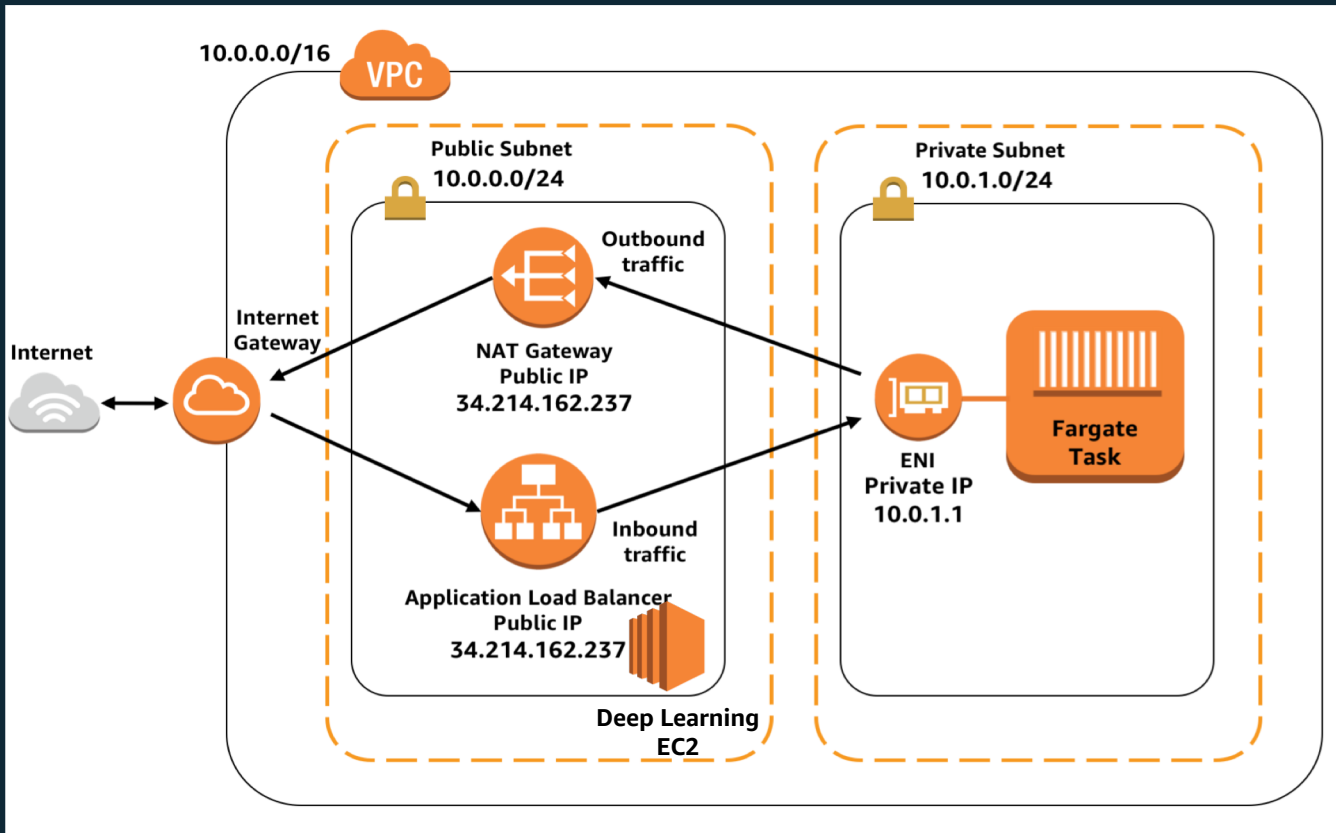 10.0.0.0/16
VPC
Public Subnet
10.0.0.0/24
Private Subnet
10.0.1.0/24
Outbound
traffic
Internet
Gateway
Internet
NAT Gateway
Public IP
34.214.162.237
Fargate
Task
ENI
Private IP
10.0.1.1
Inbound
traffic
Application Load Balancer
Public IP
34.214.162.237
Deep Learning
EC2